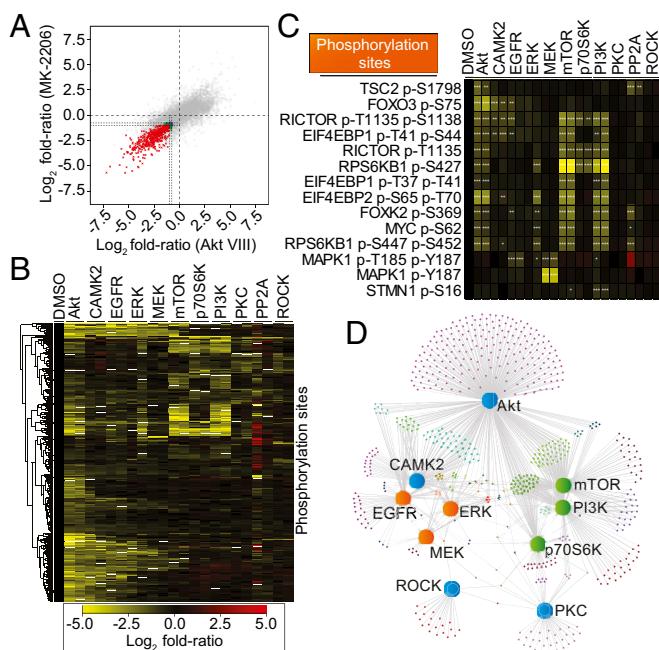 A
Log2 fold-ratio (MK-2206)
7.5
5.0
2.5
0.0
-2.5
-5.0
-7.5
-7.5 -5.0 -2.5 0.0 2.5 5.0 7.5
Log2 fold-ratio (Akt VIII)
B
DMSO Akt CAMK2 EGFR ERK MEK mTOR p70S6K PI3K PKC PP2A ROCK
Phosphorylation sites
-5.0 -2.5 0 2.5 5.0
Log2 fold-ratio
C
Phosphorylation sites
DMSO Akt CAMK2 EGFR ERK MEK mTOR p70S6K PI3K PKC PP2A ROCK
TSC2 p-S1798
FOXO3 p-S75
RICTOR p-T1135 p-S1138
EIF4EBP1 p-T41 p-S44
RICTOR p-T1135
RPS6KB1 p-S427
EIF4EBP1 p-T37 p-T41
EIF4EBP2 p-S65 p-T70
FOXK2 p-S369
MYC p-S62
RPS6KB1 p-S447 p-S452
MAPK1 p-T185 p-Y187
MAPK1 p-Y187
STMN1 p-S16
D
Akt
CAMK2
mTOR
EGFR
ERK
PI3K
MEK
p70S6K
ROCK
PKC